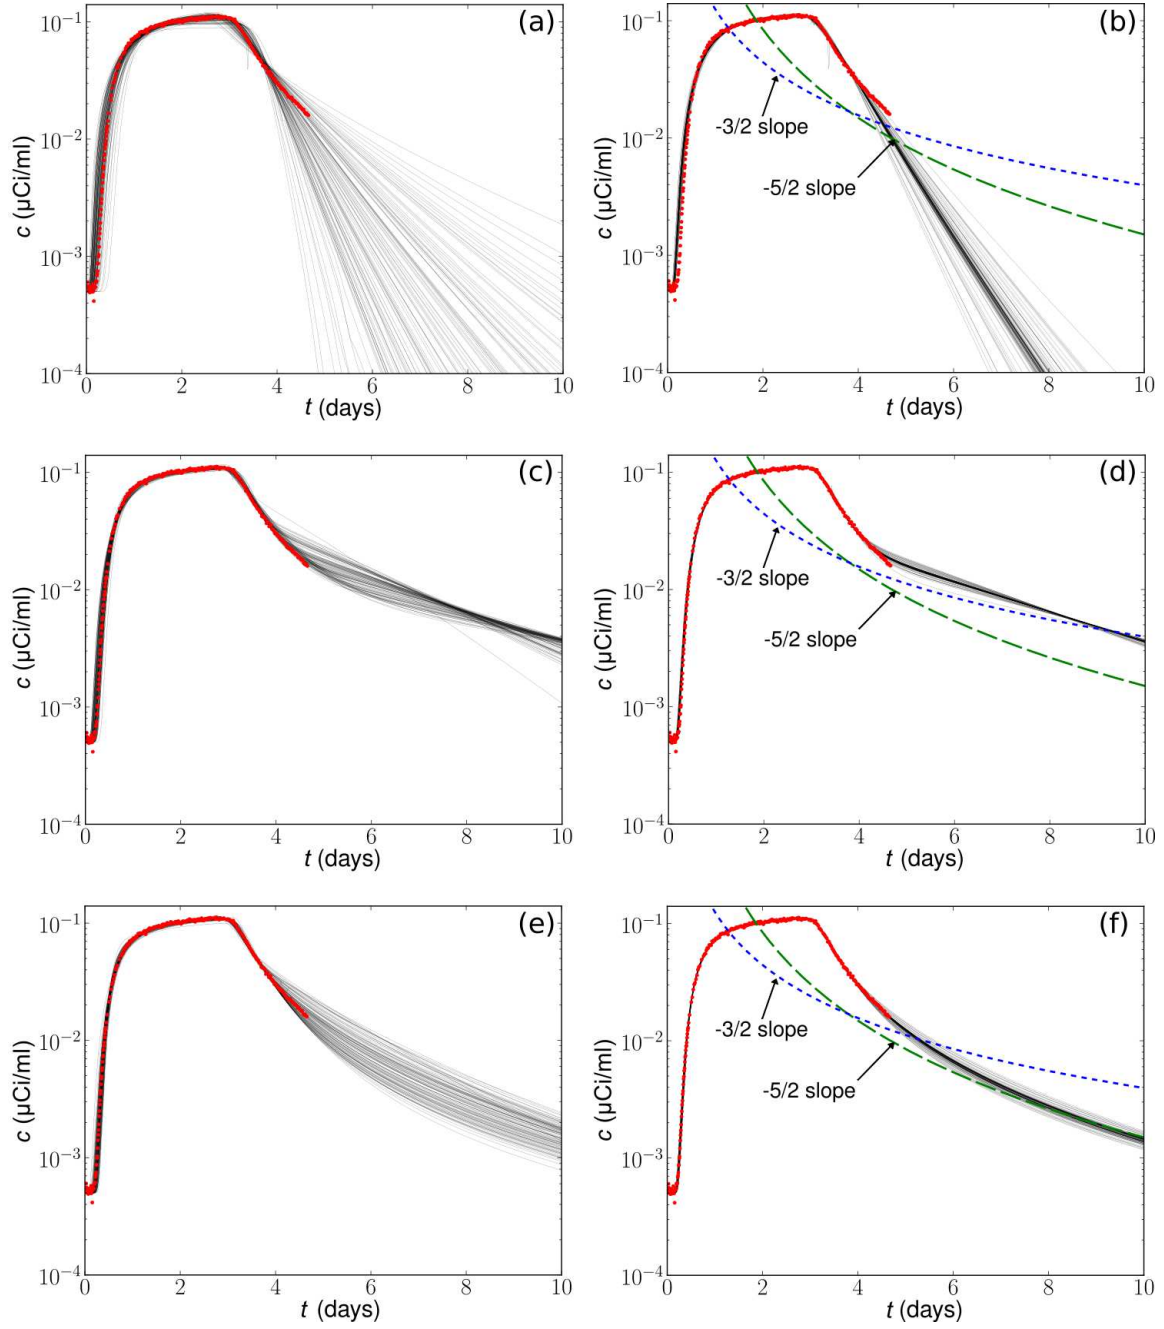 (a)
10⁻¹
10⁻²
10⁻³
10⁻⁴
c (μCi/ml)
0 2 4 6 8 10
t (days)
(b)
10⁻¹
10⁻²
10⁻³
10⁻⁴
c (μCi/ml)
-3/2 slope
-5/2 slope
0 2 4 6 8 10
t (days)
(c)
10⁻¹
10⁻²
10⁻³
10⁻⁴
c (μCi/ml)
0 2 4 6 8 10
t (days)
(d)
10⁻¹
10⁻²
10⁻³
10⁻⁴
c (μCi/ml)
-3/2 slope
-5/2 slope
0 2 4 6 8 10
t (days)
(e)
10⁻¹
10⁻²
10⁻³
10⁻⁴
c (μCi/ml)
0 2 4 6 8 10
t (days)
(f)
10⁻¹
10⁻²
10⁻³
10⁻⁴
c (μCi/ml)
-3/2 slope
-5/2 slope
0 2 4 6 8 10
t (days)